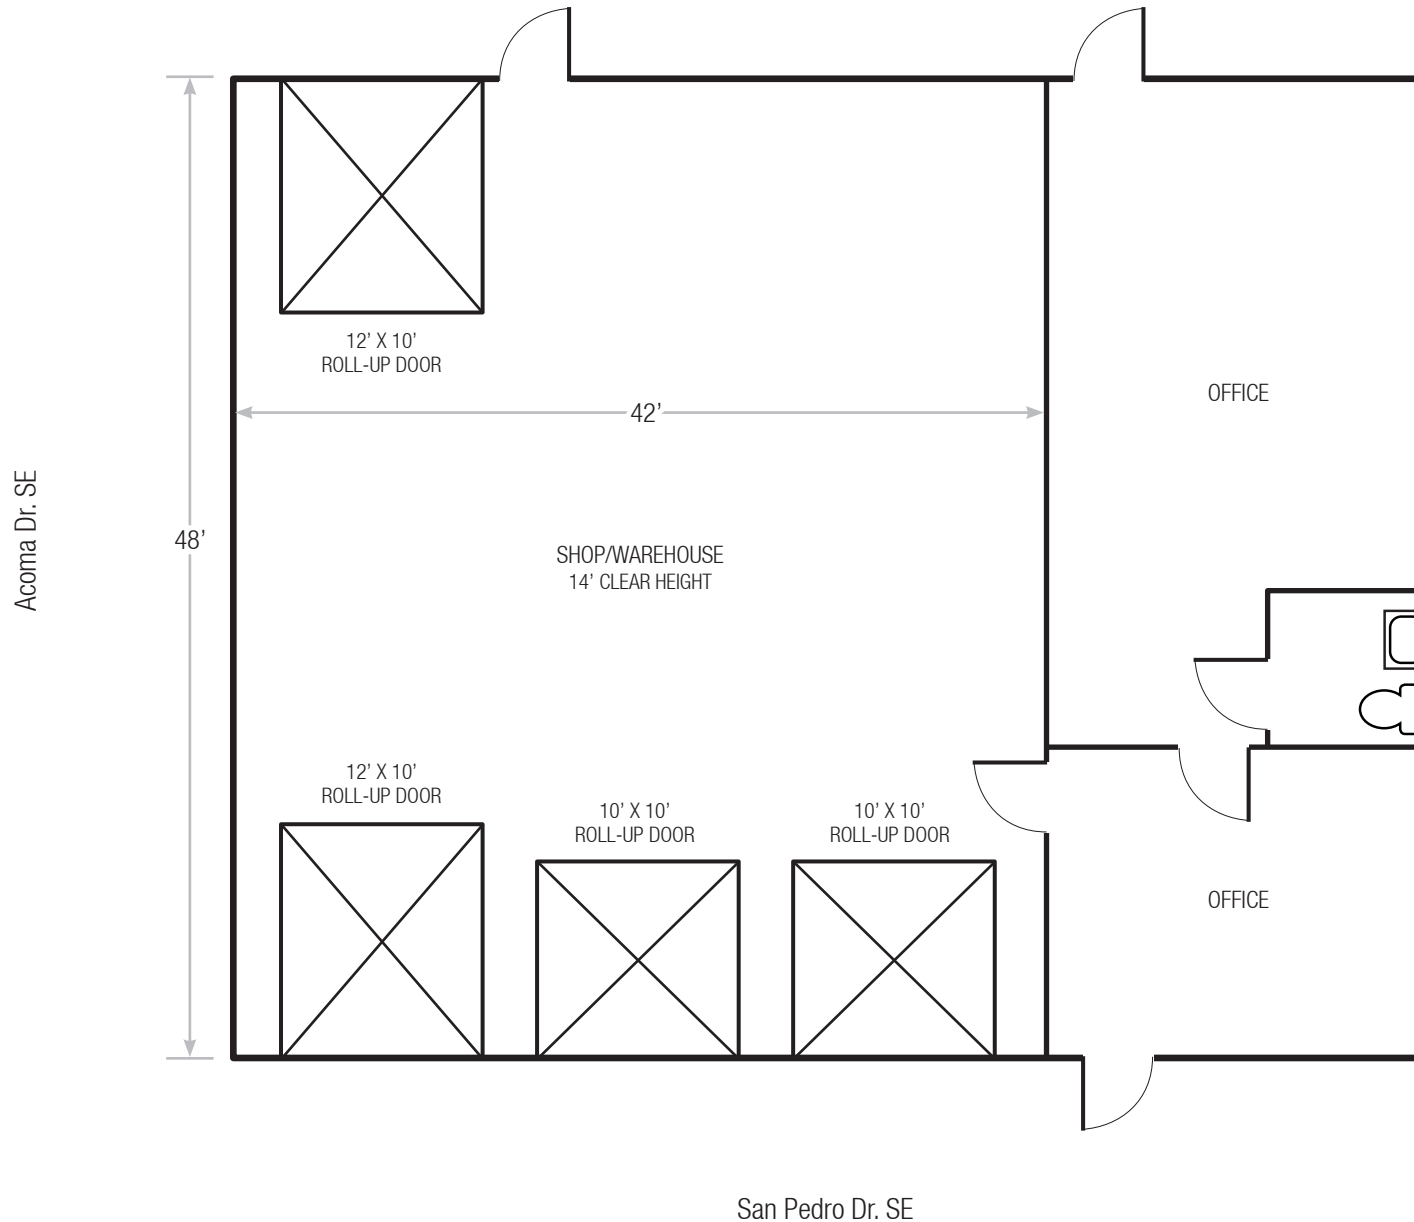 12’ X 10’
ROLL-UP DOOR
OFFICE
42’
Acoma Dr. SE
48’
SHOP/WAREHOUSE
14’ CLEAR HEIGHT
12’ X 10’
ROLL-UP DOOR
10’ X 10’
ROLL-UP DOOR
10’ X 10’
ROLL-UP DOOR
OFFICE
San Pedro Dr. SE